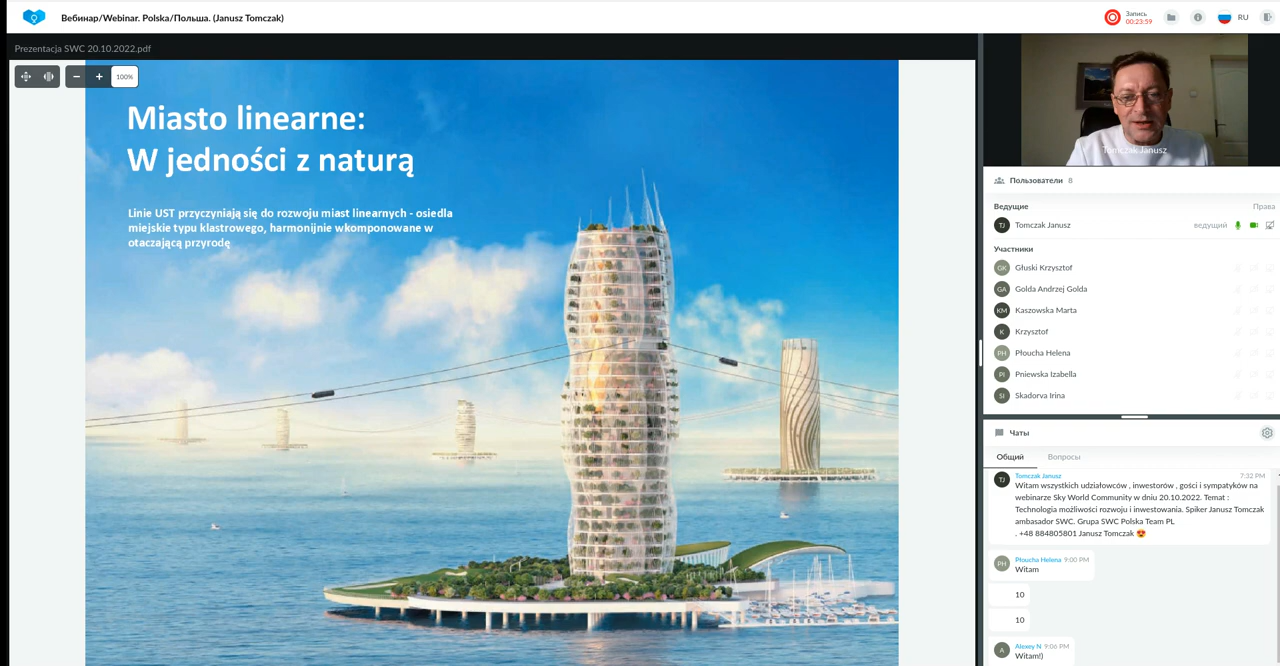 Вебинар/Webinar. Polska/Польша. (Janusz Tomczak)
Запись
00:23:59
RU
Prezentacja SWC 20.10.2022.pdf
100%
Miasto linearne:
W jedności z naturą
Linie UST przyczyniają się do rozwoju miast linearnych - osiedla
miejskie typu klastrowego, harmonijnie wkomponowane w
otaczającą przyrodę
Tomczak Janusz
Пользователи 8
Ведущие Права
TJ Tomczak Janusz ведущий
Участники
GK Głuski Krzysztof
GA Golda Andrzej Golda
KM Kaszowska Marta
K Krzysztof
PH Płoucha Helena
PI Pniewska Izabella
SI Skadorva Irina
Чаты
Общий Вопросы
TJ Tomczak Janusz 7:32 PM
Witam wszystkich udziałowców , inwestorów , gości i sympatyków na
webinarze Sky World Community w dniu 20.10.2022. Temat :
Technologia możliwości rozwoju i inwestowania. Spiker Janusz Tomczak
ambasador SWC. Grupa SWC Polska Team PL
. +48 884805801 Janusz Tomczak 😍
PH Płoucha Helena 9:00 PM
Witam
10
10
A Alexey N 9:06 PM
Witam!)